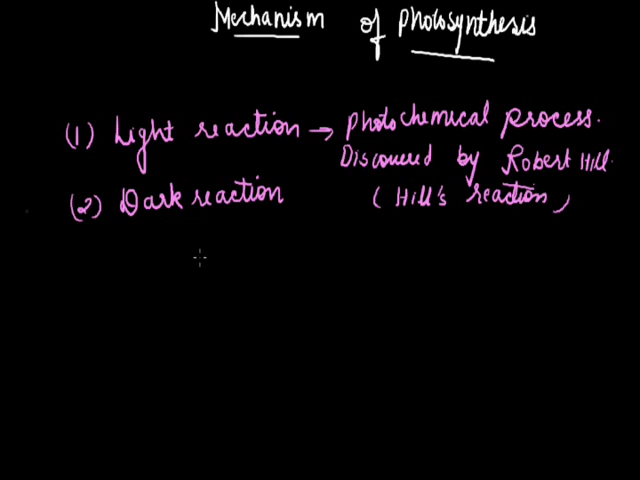 Mechanism of Photosynthesis
(1) Light reaction → Photochemical process.
Discovered by Robert Hill.
(2) Dark reaction (Hill's reaction)